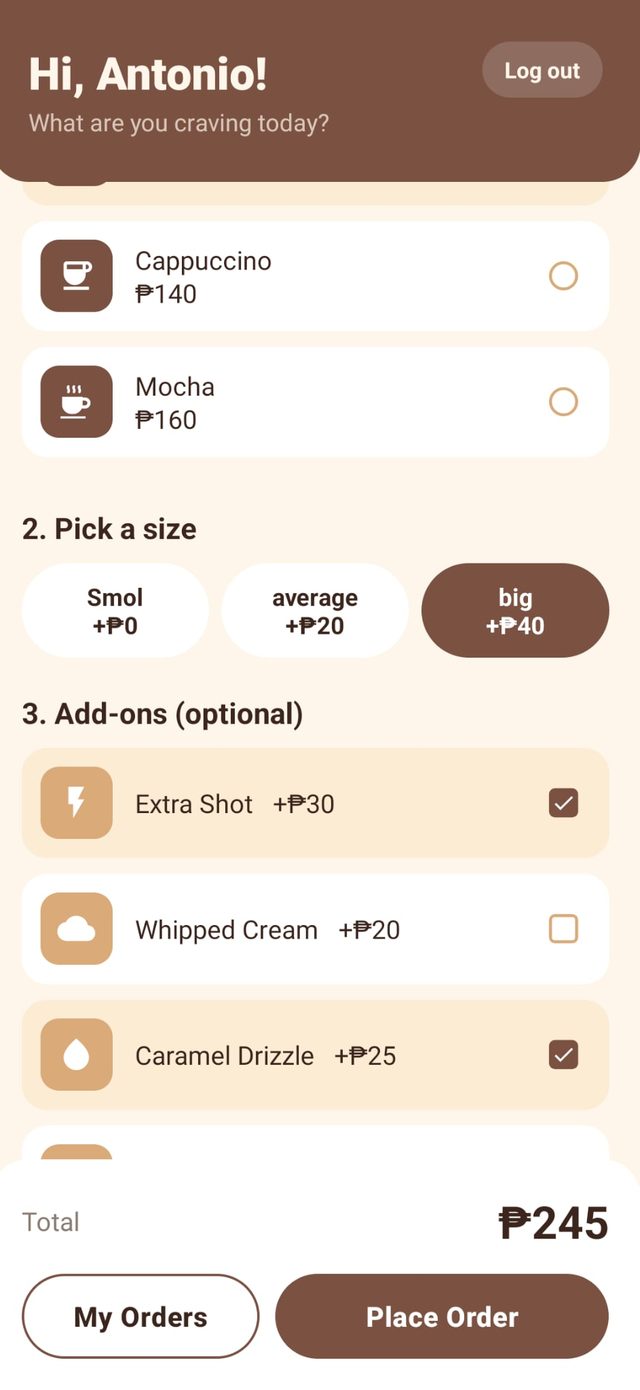 Hi, Antonio!
Log out
What are you craving today?
Cappuccino
₱140
Mocha
₱160
2. Pick a size
Smol
+₱0
average
+₱20
big
+₱40
3. Add-ons (optional)
Extra Shot +₱30
Whipped Cream +₱20
Caramel Drizzle +₱25
Total
₱245
My Orders
Place Order